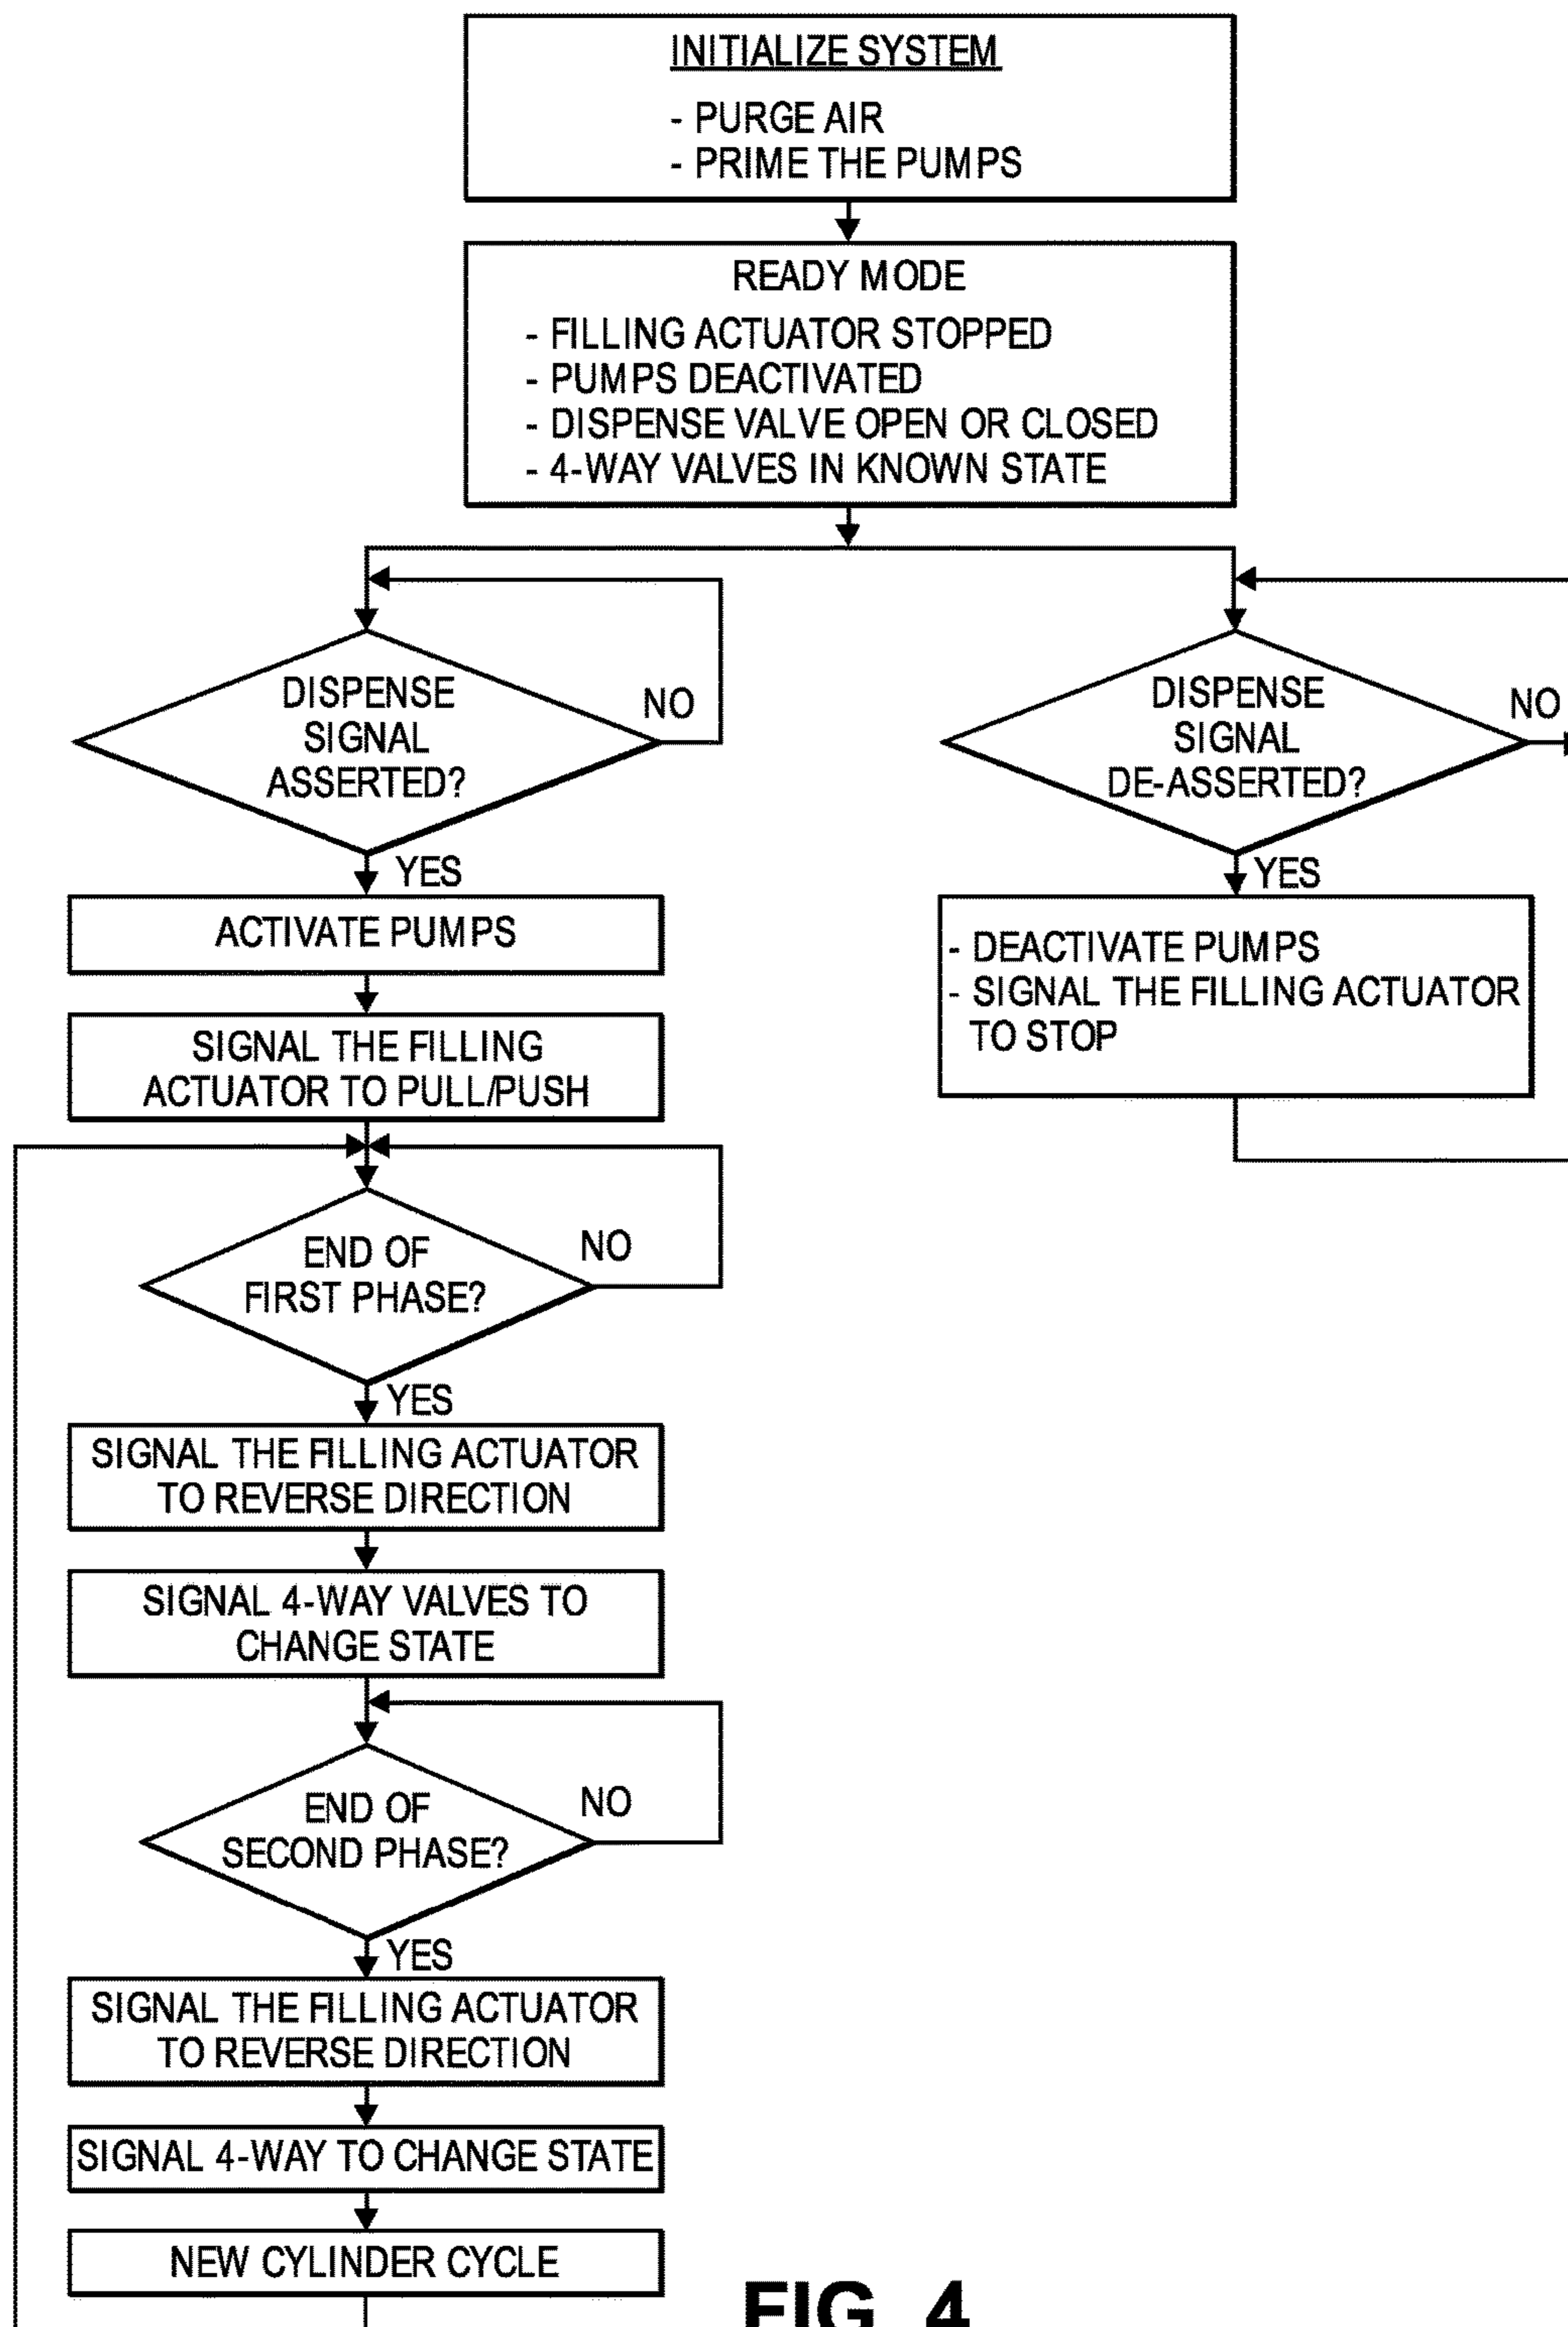 INITIALIZE SYSTEM
- PURGE AIR
- PRIME THE PUMPS
READY MODE
- FILLING ACTUATOR STOPPED
- PUMPS DEACTIVATED
- DISPENSE VALVE OPEN OR CLOSED
- 4-WAY VALVES IN KNOWN STATE
DISPENSE
SIGNAL
ASSERTED?
NO
YES
ACTIVATE PUMPS
SIGNAL THE FILLING
ACTUATOR TO PULL/PUSH
END OF
FIRST PHASE?
NO
YES
SIGNAL THE FILLING ACTUATOR
TO REVERSE DIRECTION
SIGNAL 4-WAY VALVES TO
CHANGE STATE
END OF
SECOND PHASE?
NO
YES
SIGNAL THE FILLING ACTUATOR
TO REVERSE DIRECTION
SIGNAL 4-WAY TO CHANGE STATE
NEW CYLINDER CYCLE
DISPENSE
SIGNAL
DE-ASSERTED?
NO
YES
- DEACTIVATE PUMPS
- SIGNAL THE FILLING ACTUATOR
TO STOP
FIG. 4